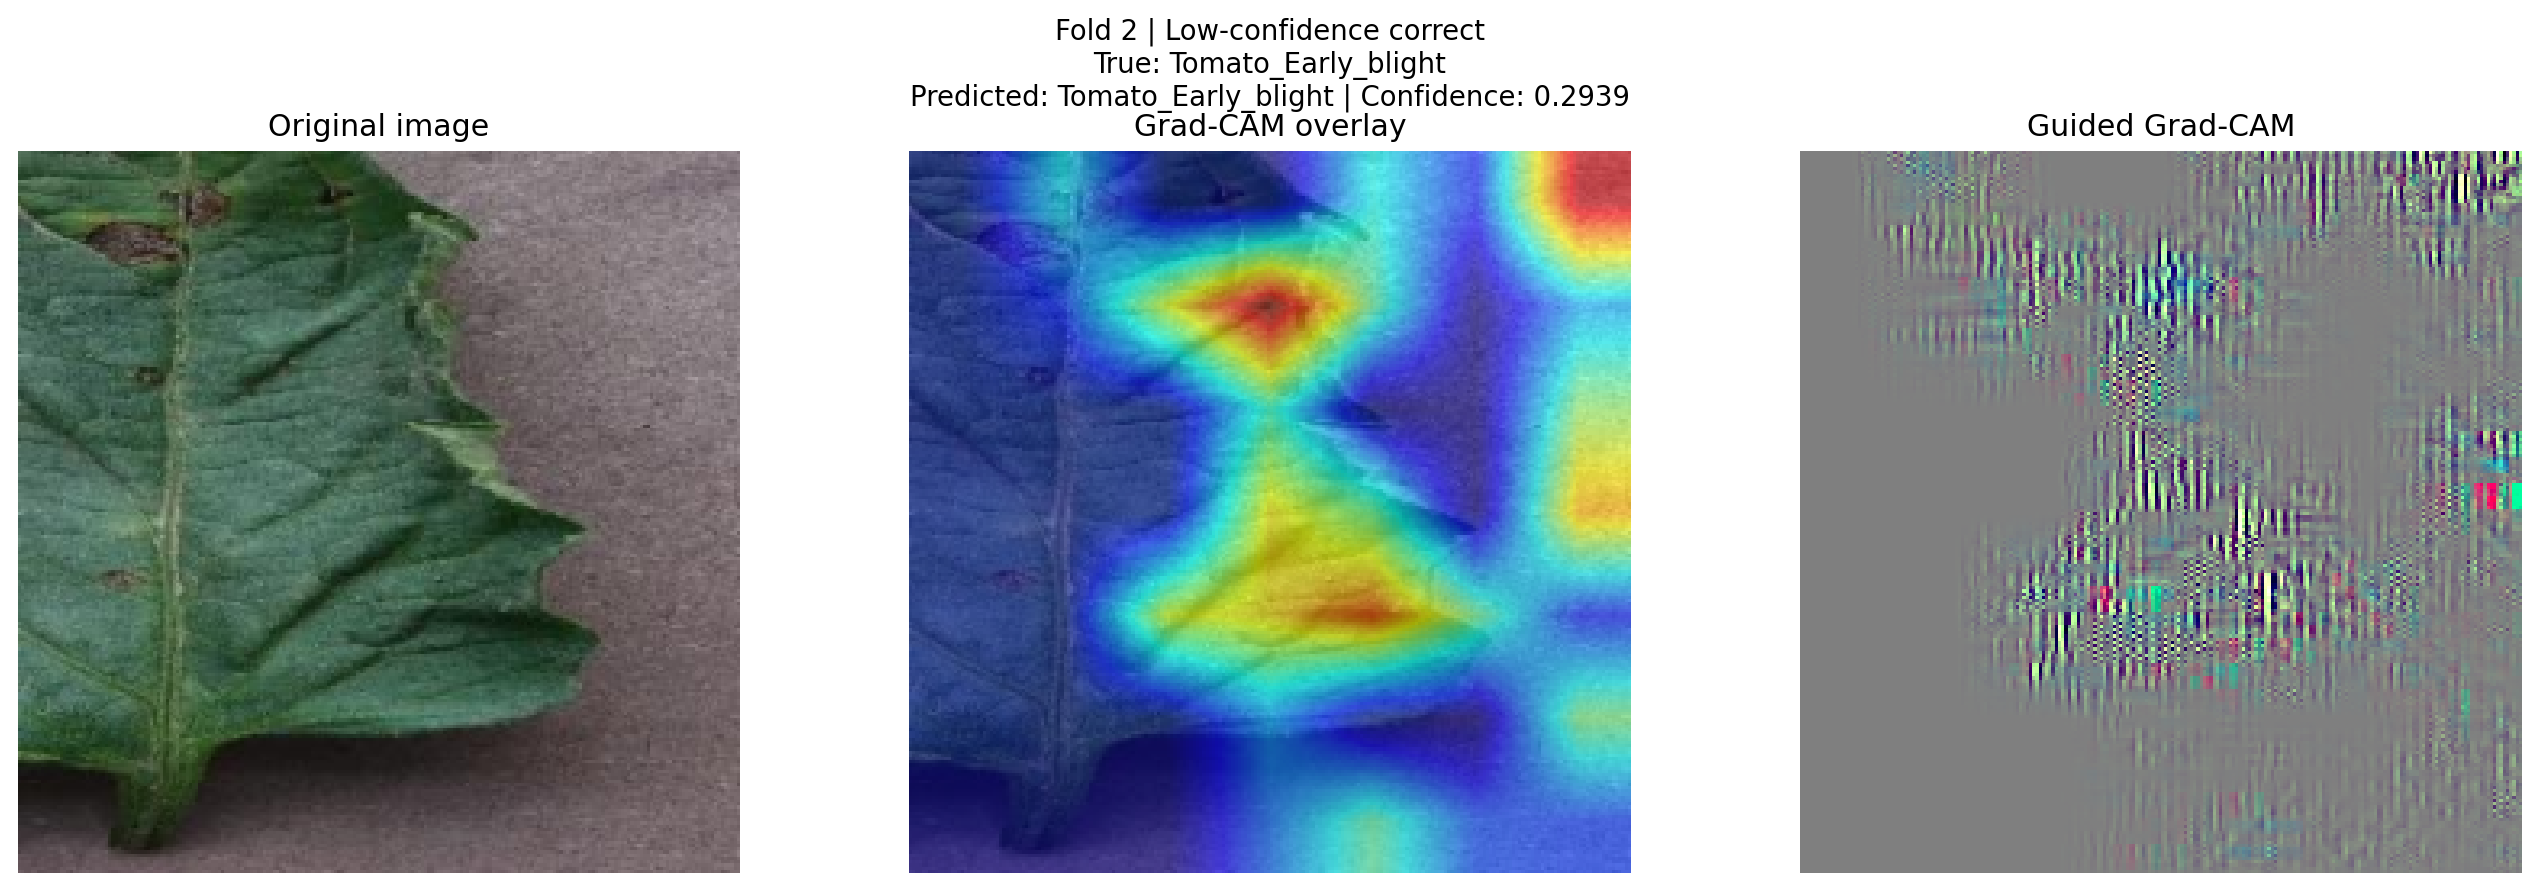 Fold 2 | Low-confidence correct
True: Tomato_Early_blight
Predicted: Tomato_Early_blight | Confidence: 0.2939
Original image
Grad-CAM overlay
Guided Grad-CAM